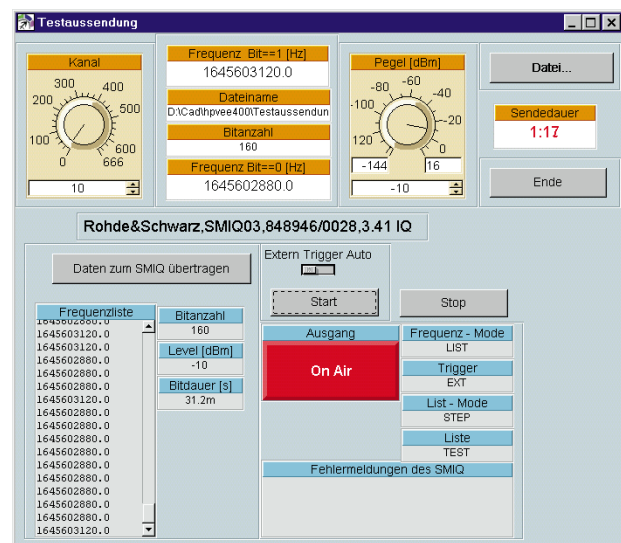 Testaussendung
Kanal
300 400
200 500
100 600
0 666
10
Frequenz Bit==1 [Hz]
1645603120.0
Dateiname
D:\Cad\hpvee400\Testaussendun
Bitanzahl
160
Frequenz Bit==0 [Hz]
1645602880.0
Pegel [dBm]
-80 -60
-100 -40
120 -20
0
-144 16
-10
Datei...
Sendedauer
1:17
Ende
Rohde&Schwarz,SMIQ03,848946/0028,3.41 IQ
Daten zum SMIQ übertragen
Extern Trigger Auto
Start
Stop
Frequenzliste
1645602880.0
1645603120.0
1645603120.0
1645602880.0
1645602880.0
1645602880.0
1645603120.0
1645602880.0
1645603120.0
1645602880.0
1645602880.0
1645602880.0
1645602880.0
1645602880.0
1645602880.0
1645602880.0
1645603120.0
Bitanzahl
160
Level [dBm]
-10
Bitdauer [s]
31.2m
Ausgang
On Air
Frequenz - Mode
LIST
Trigger
EXT
List - Mode
STEP
Liste
TEST
Fehlermeldungen des SMIQ